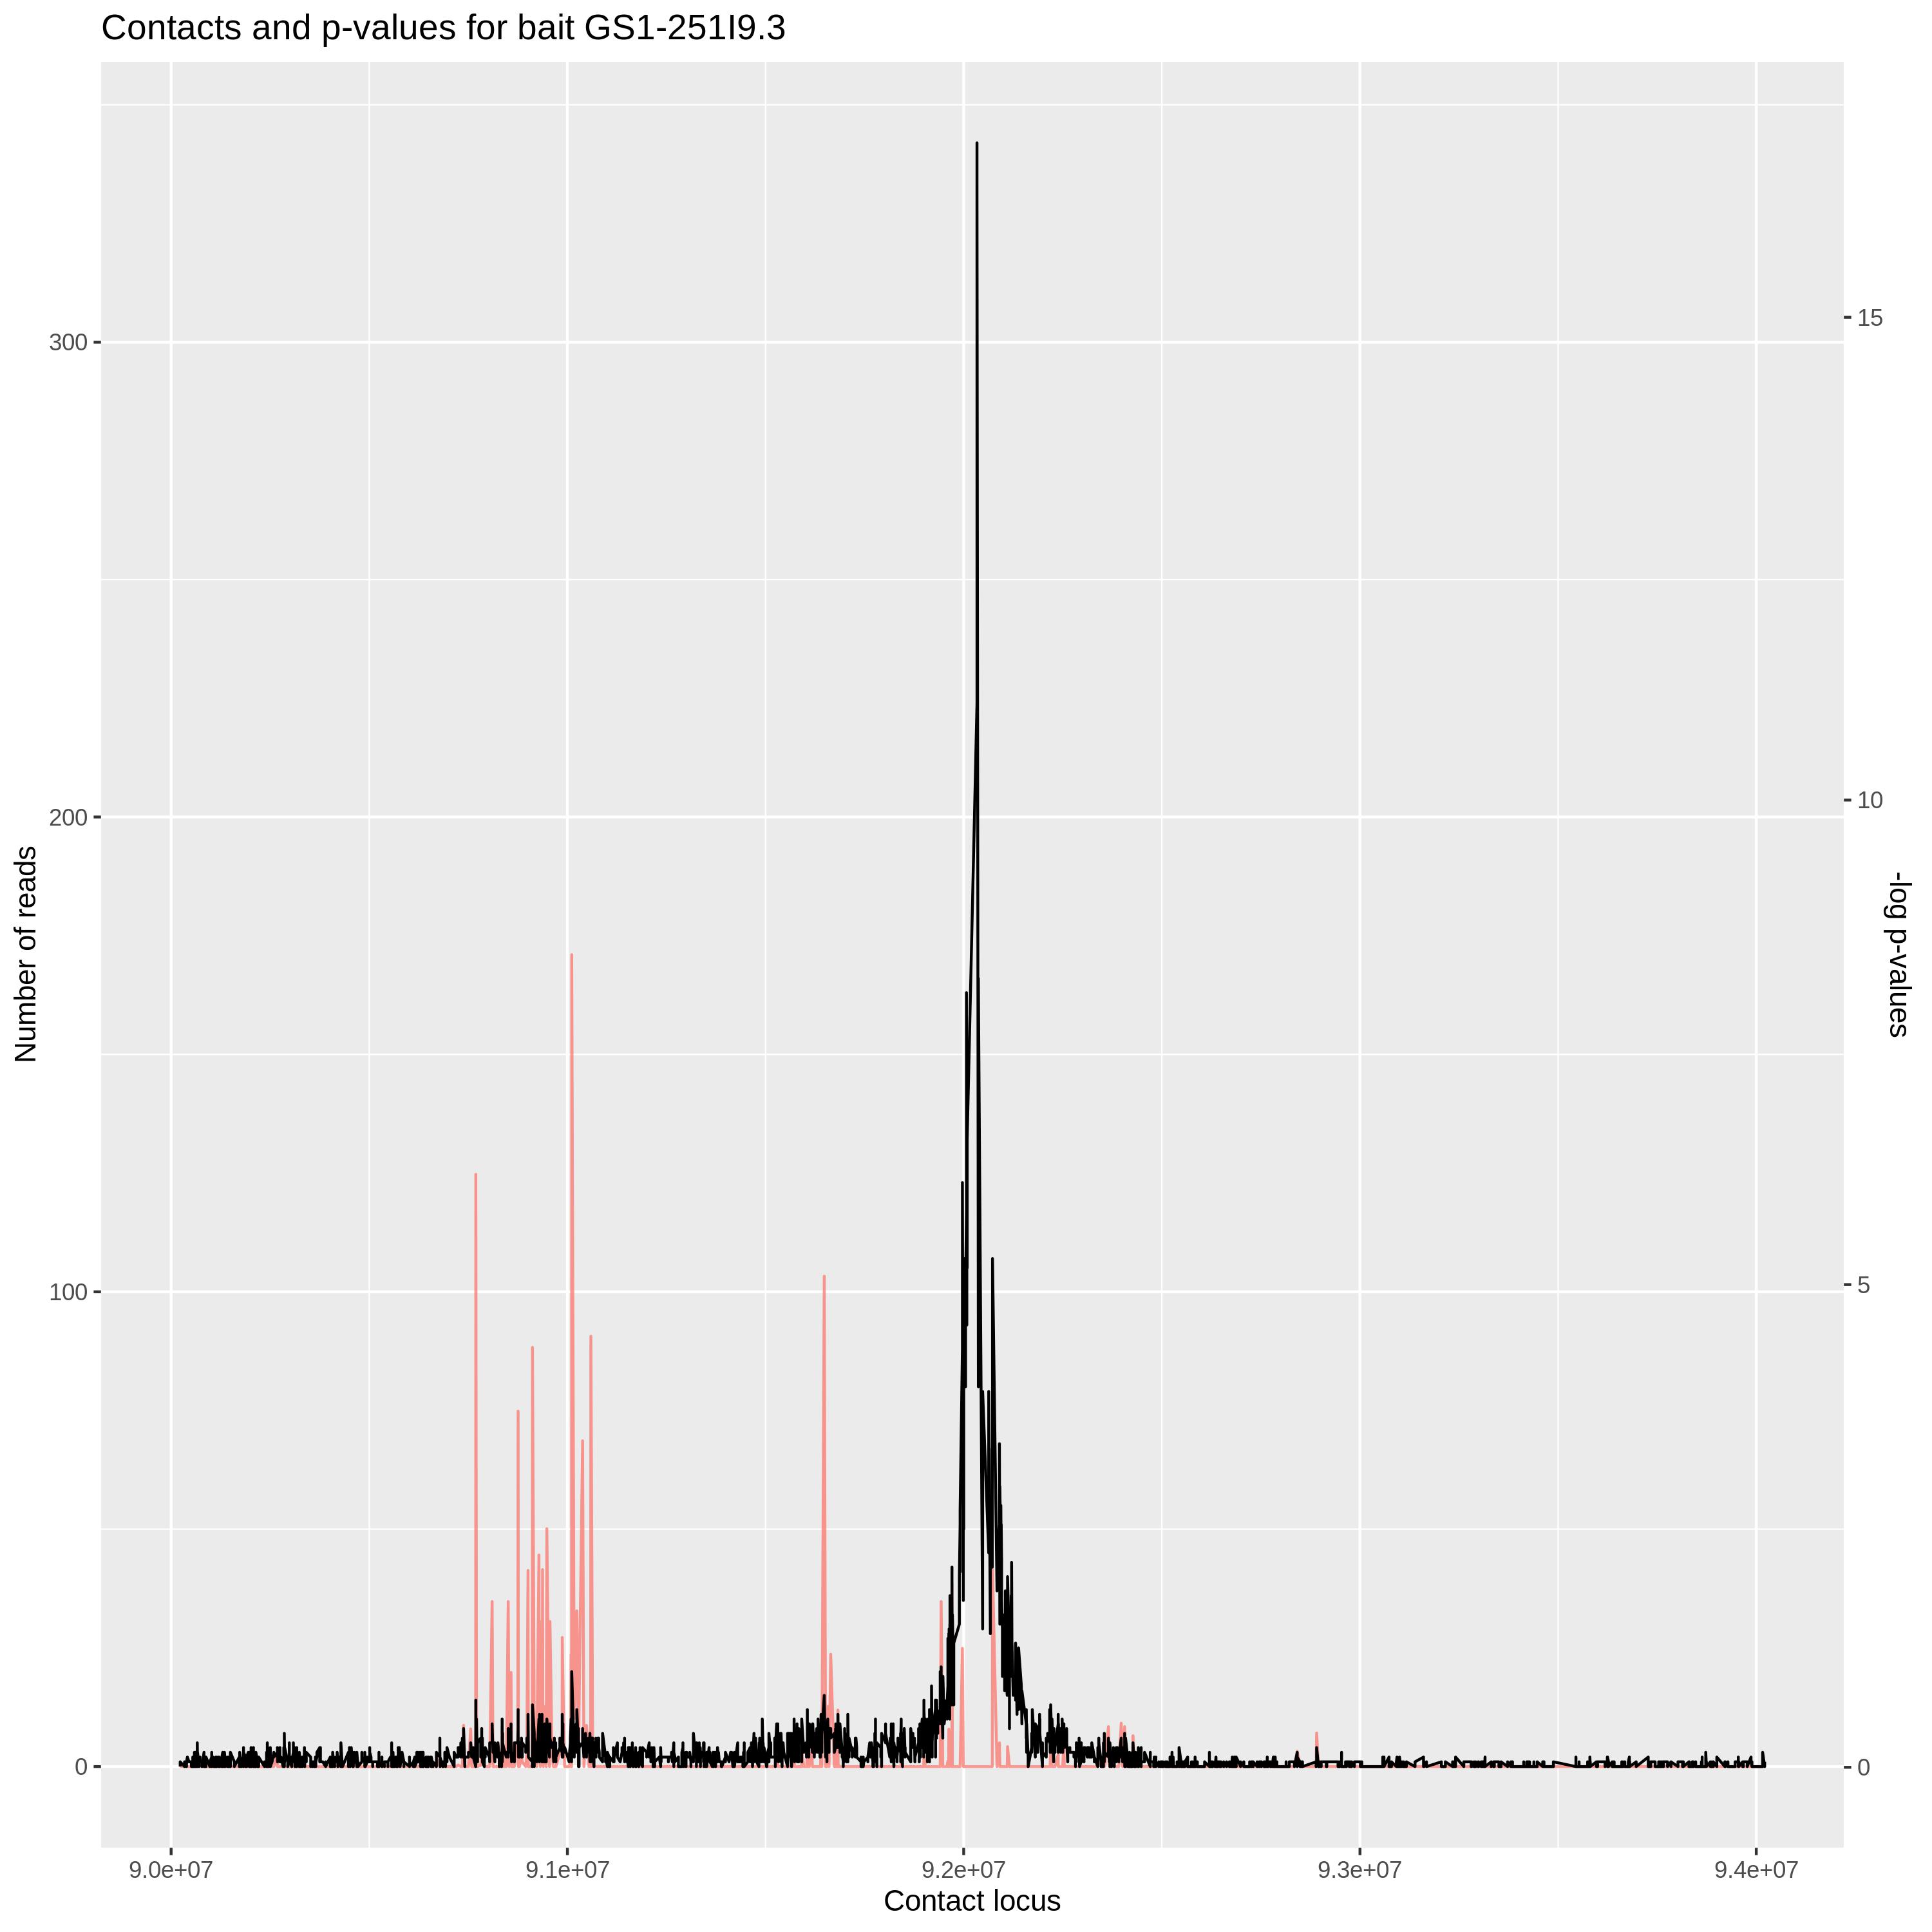 Contacts and p-values for bait GS1-251I9.3
300
200
100
0
Number of reads
15
10
5
0
-log p-values
9.0e+07 9.1e+07 9.2e+07 9.3e+07 9.4e+07
Contact locus